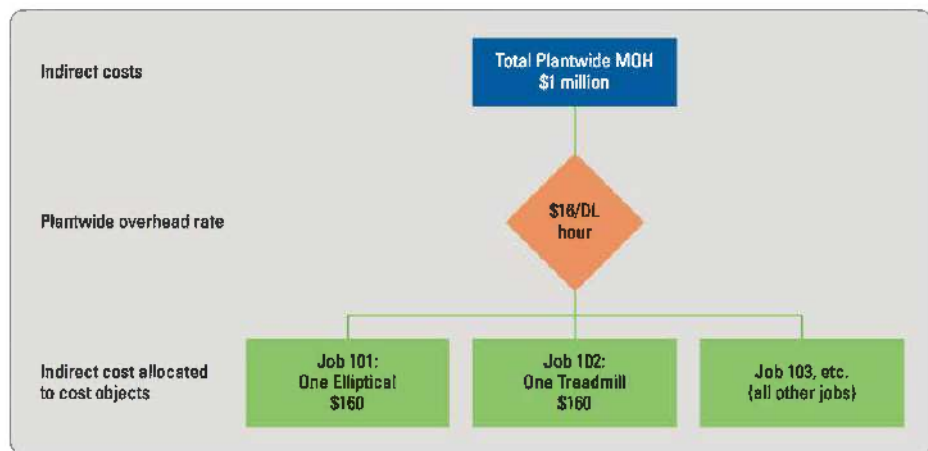 Indirect costs
Total Plantwide MOH
$1 million
Plantwide overhead rate
$16/DL
hour
Indirect cost allocated
to cost objects
Job 101:
One Elliptical
$160
Job 102:
One Treadmill
$160
Job 103, etc.
(all other jobs)